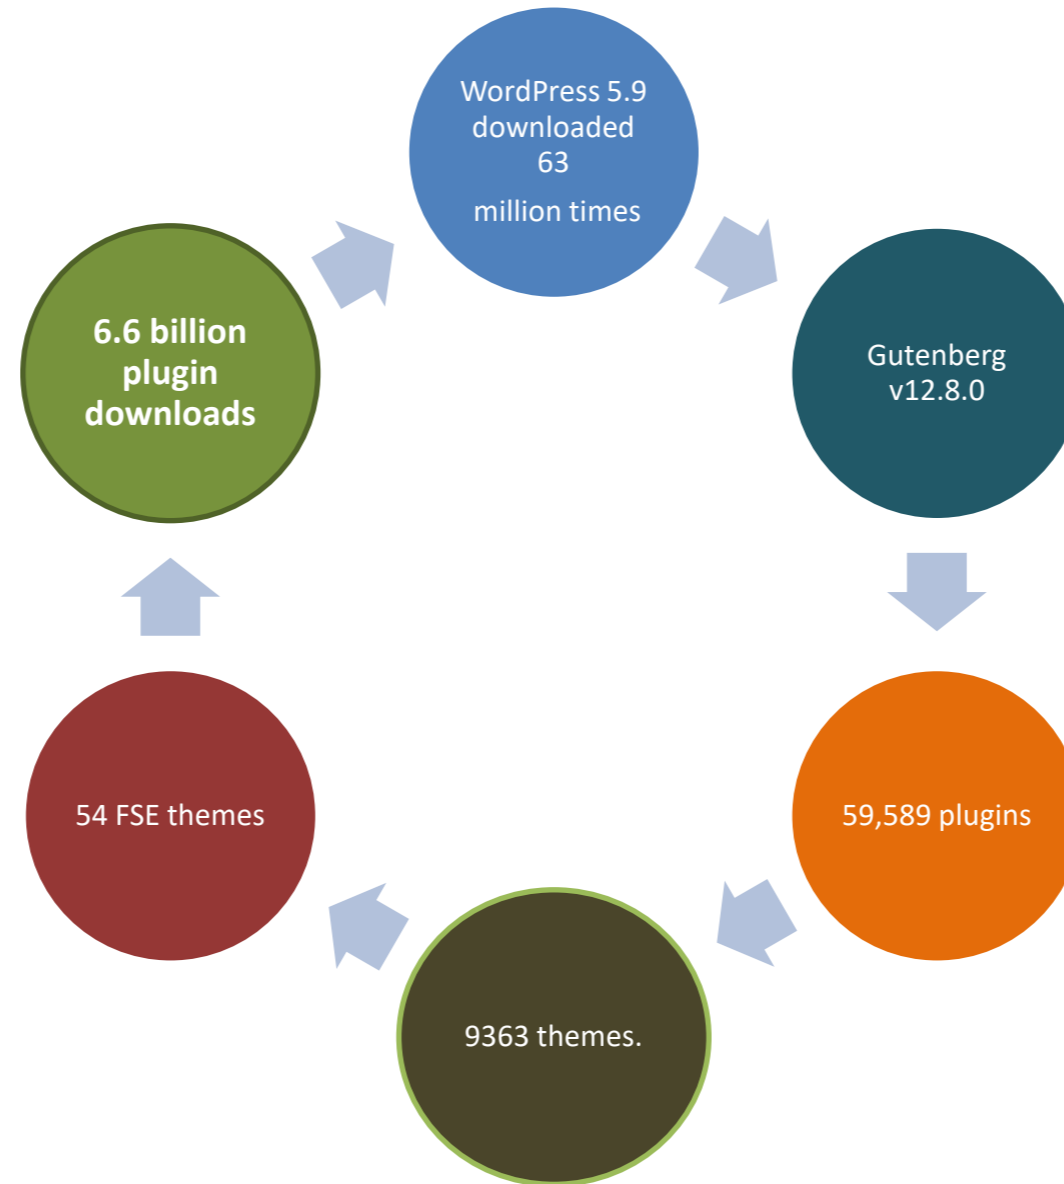 WordPress 5.9
downloaded
63
million times
Gutenberg
v12.8.0
59,589 plugins
9363 themes.
54 FSE themes
6.6 billion
plugin
downloads